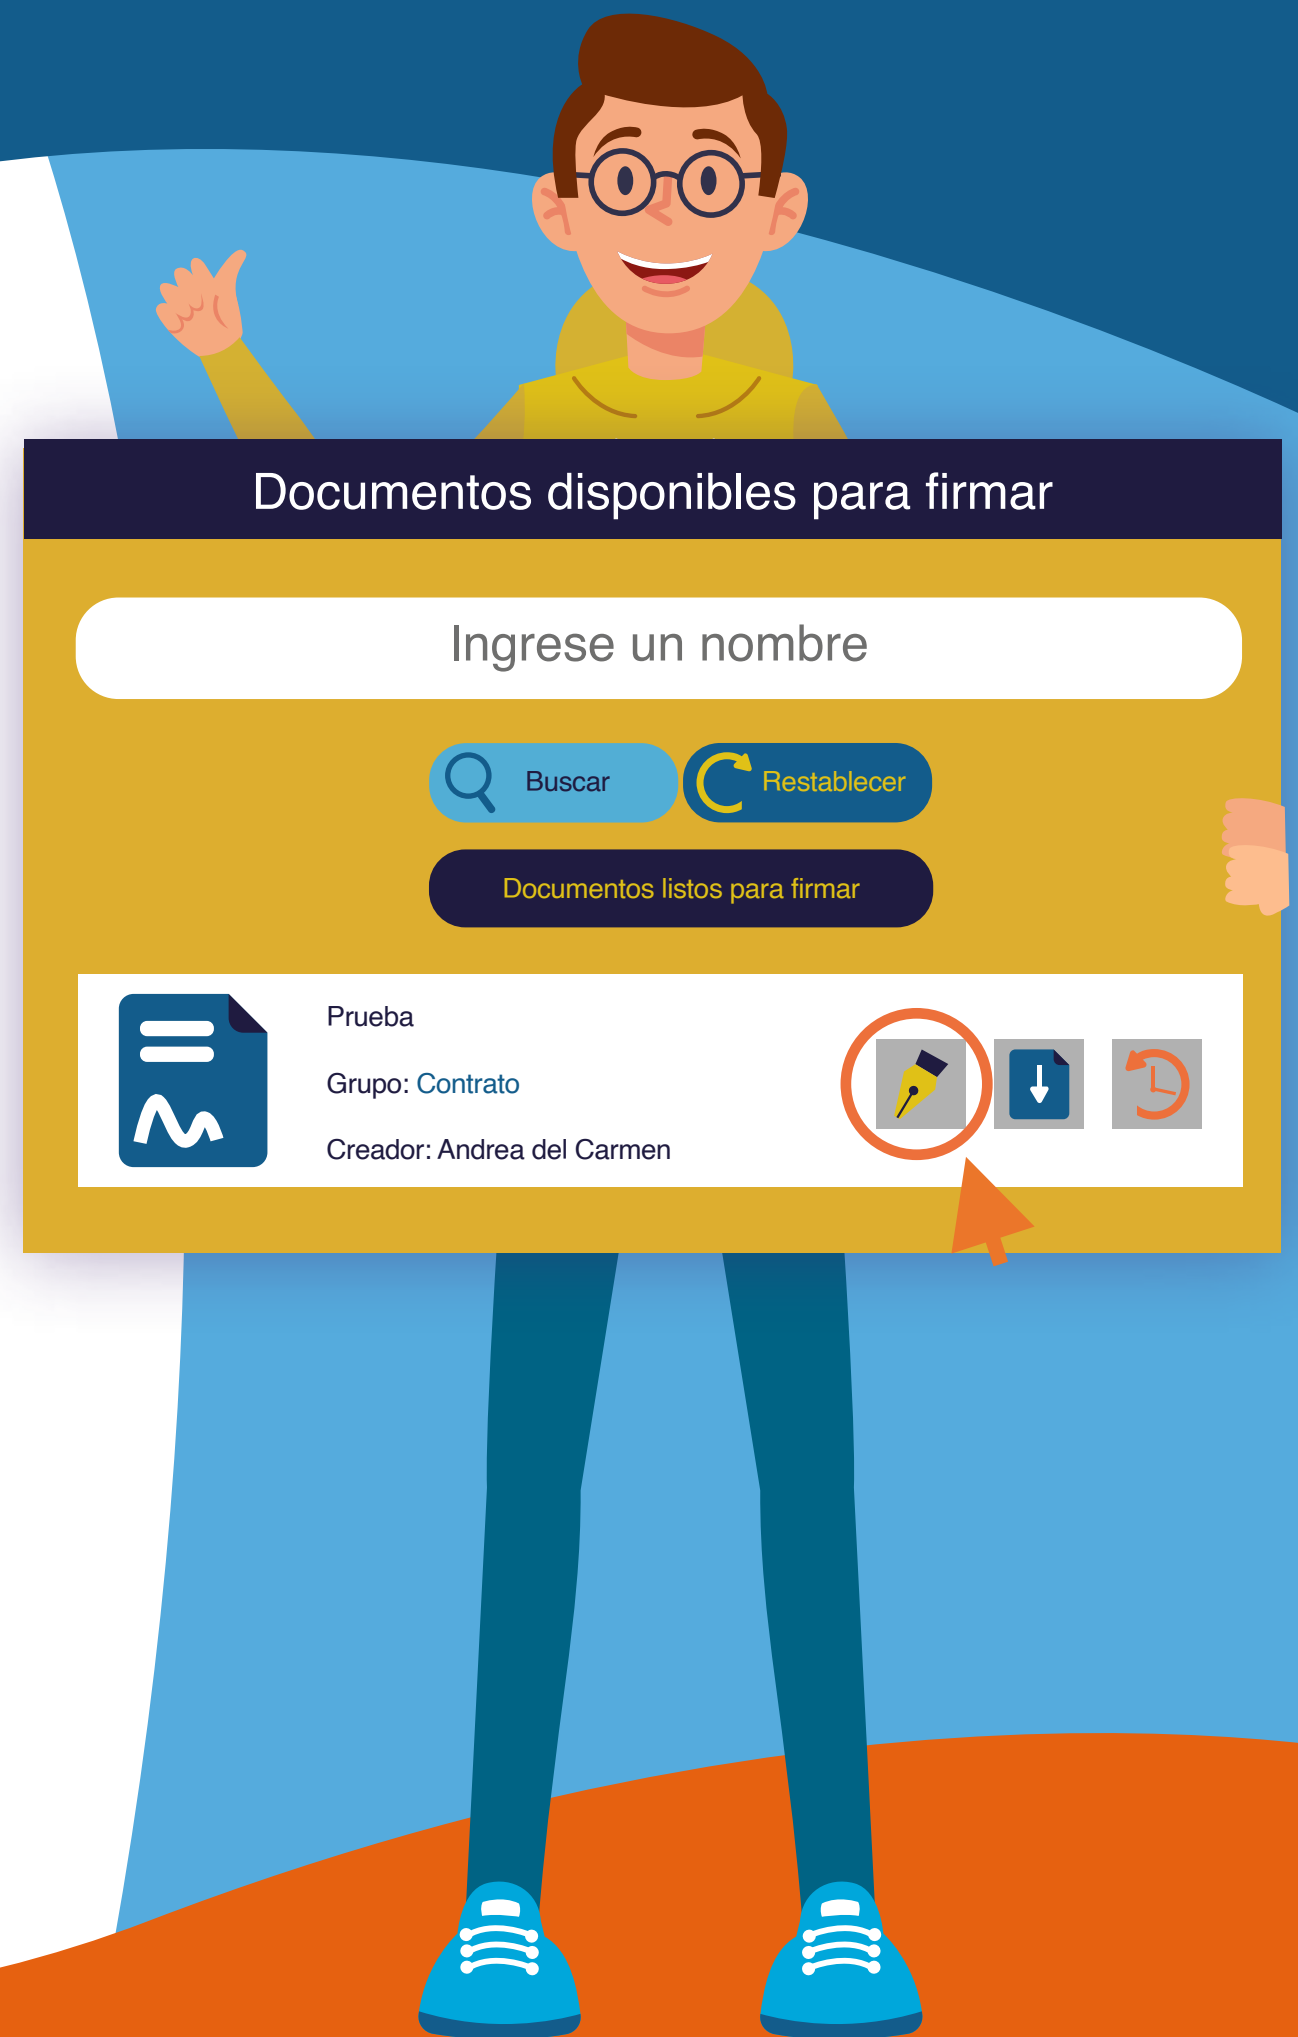 Documentos disponibles para firmar
Ingrese un nombre
Buscar
Restablecer
Documentos listos para firmar
Prueba
Grupo: Contrato
Creador: Andrea del Carmen